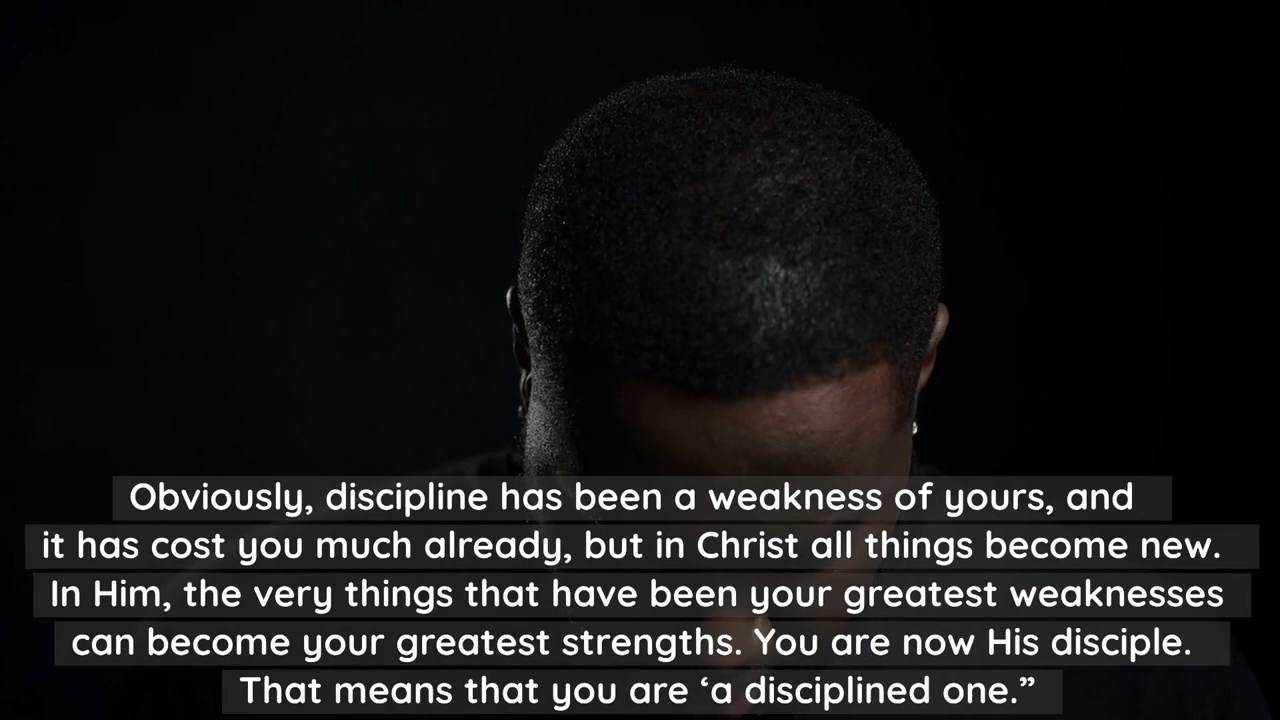 Obviously, discipline has been a weakness of yours, and
it has cost you much already, but in Christ all things become new.
In Him, the very things that have been your greatest weaknesses
can become your greatest strengths. You are now His disciple.
That means that you are ‘a disciplined one.”